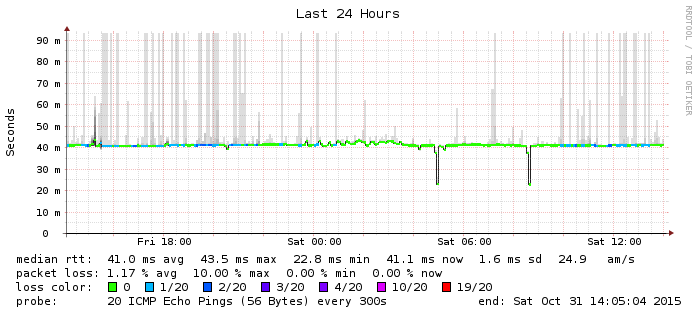 Last 24 Hours
RRDTOOL / TOBI OETIKER
Seconds
90 m
80 m
70 m
60 m
50 m
40 m
30 m
20 m
10 m
0
Fri 18:00 Sat 00:00 Sat 06:00 Sat 12:00
median rtt: 41.0 ms avg 43.5 ms max 22.8 ms min 41.1 ms now 1.6 ms sd 24.9 am/s
packet loss: 1.17 % avg 10.00 % max 0.00 % min 0.00 % now
loss color: 0 1/20 2/20 3/20 4/20 10/20 19/20
probe: 20 ICMP Echo Pings (56 Bytes) every 300s end: Sat Oct 31 14:05:04 2015